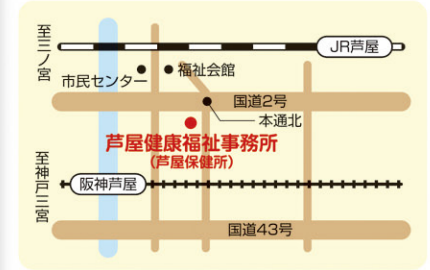 至三ノ宮
JR芦屋
市民センター
福祉会館
国道2号
本通北
芦屋健康福祉事務所
(芦屋保健所)
至神戸三宮
阪神芦屋
国道43号